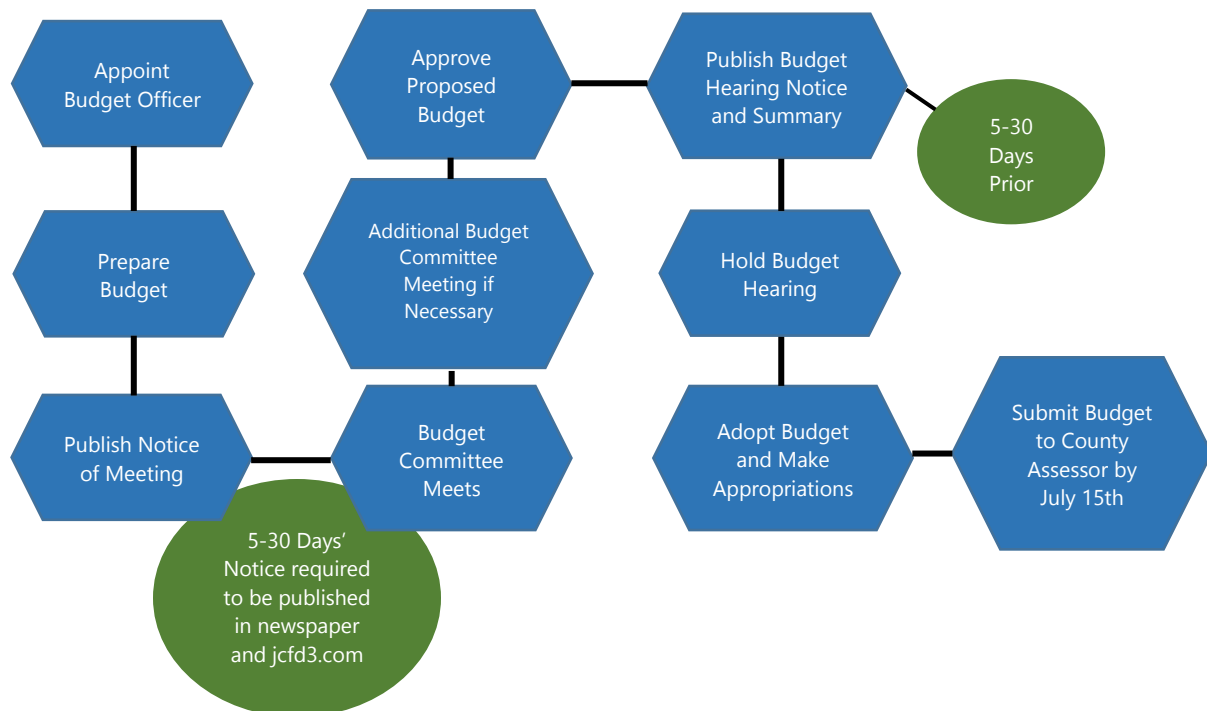 Appoint
Budget Officer
Prepare
Budget
Publish Notice
of Meeting
5-30 Days’
Notice required
to be published
in newspaper
and jcfd3.com
Budget
Committee
Meets
Additional Budget
Committee
Meeting if
Necessary
Approve
Proposed
Budget
Publish Budget
Hearing Notice
and Summary
5-30
Days
Prior
Hold Budget
Hearing
Adopt Budget
and Make
Appropriations
Submit Budget
to County
Assessor by
July 15th